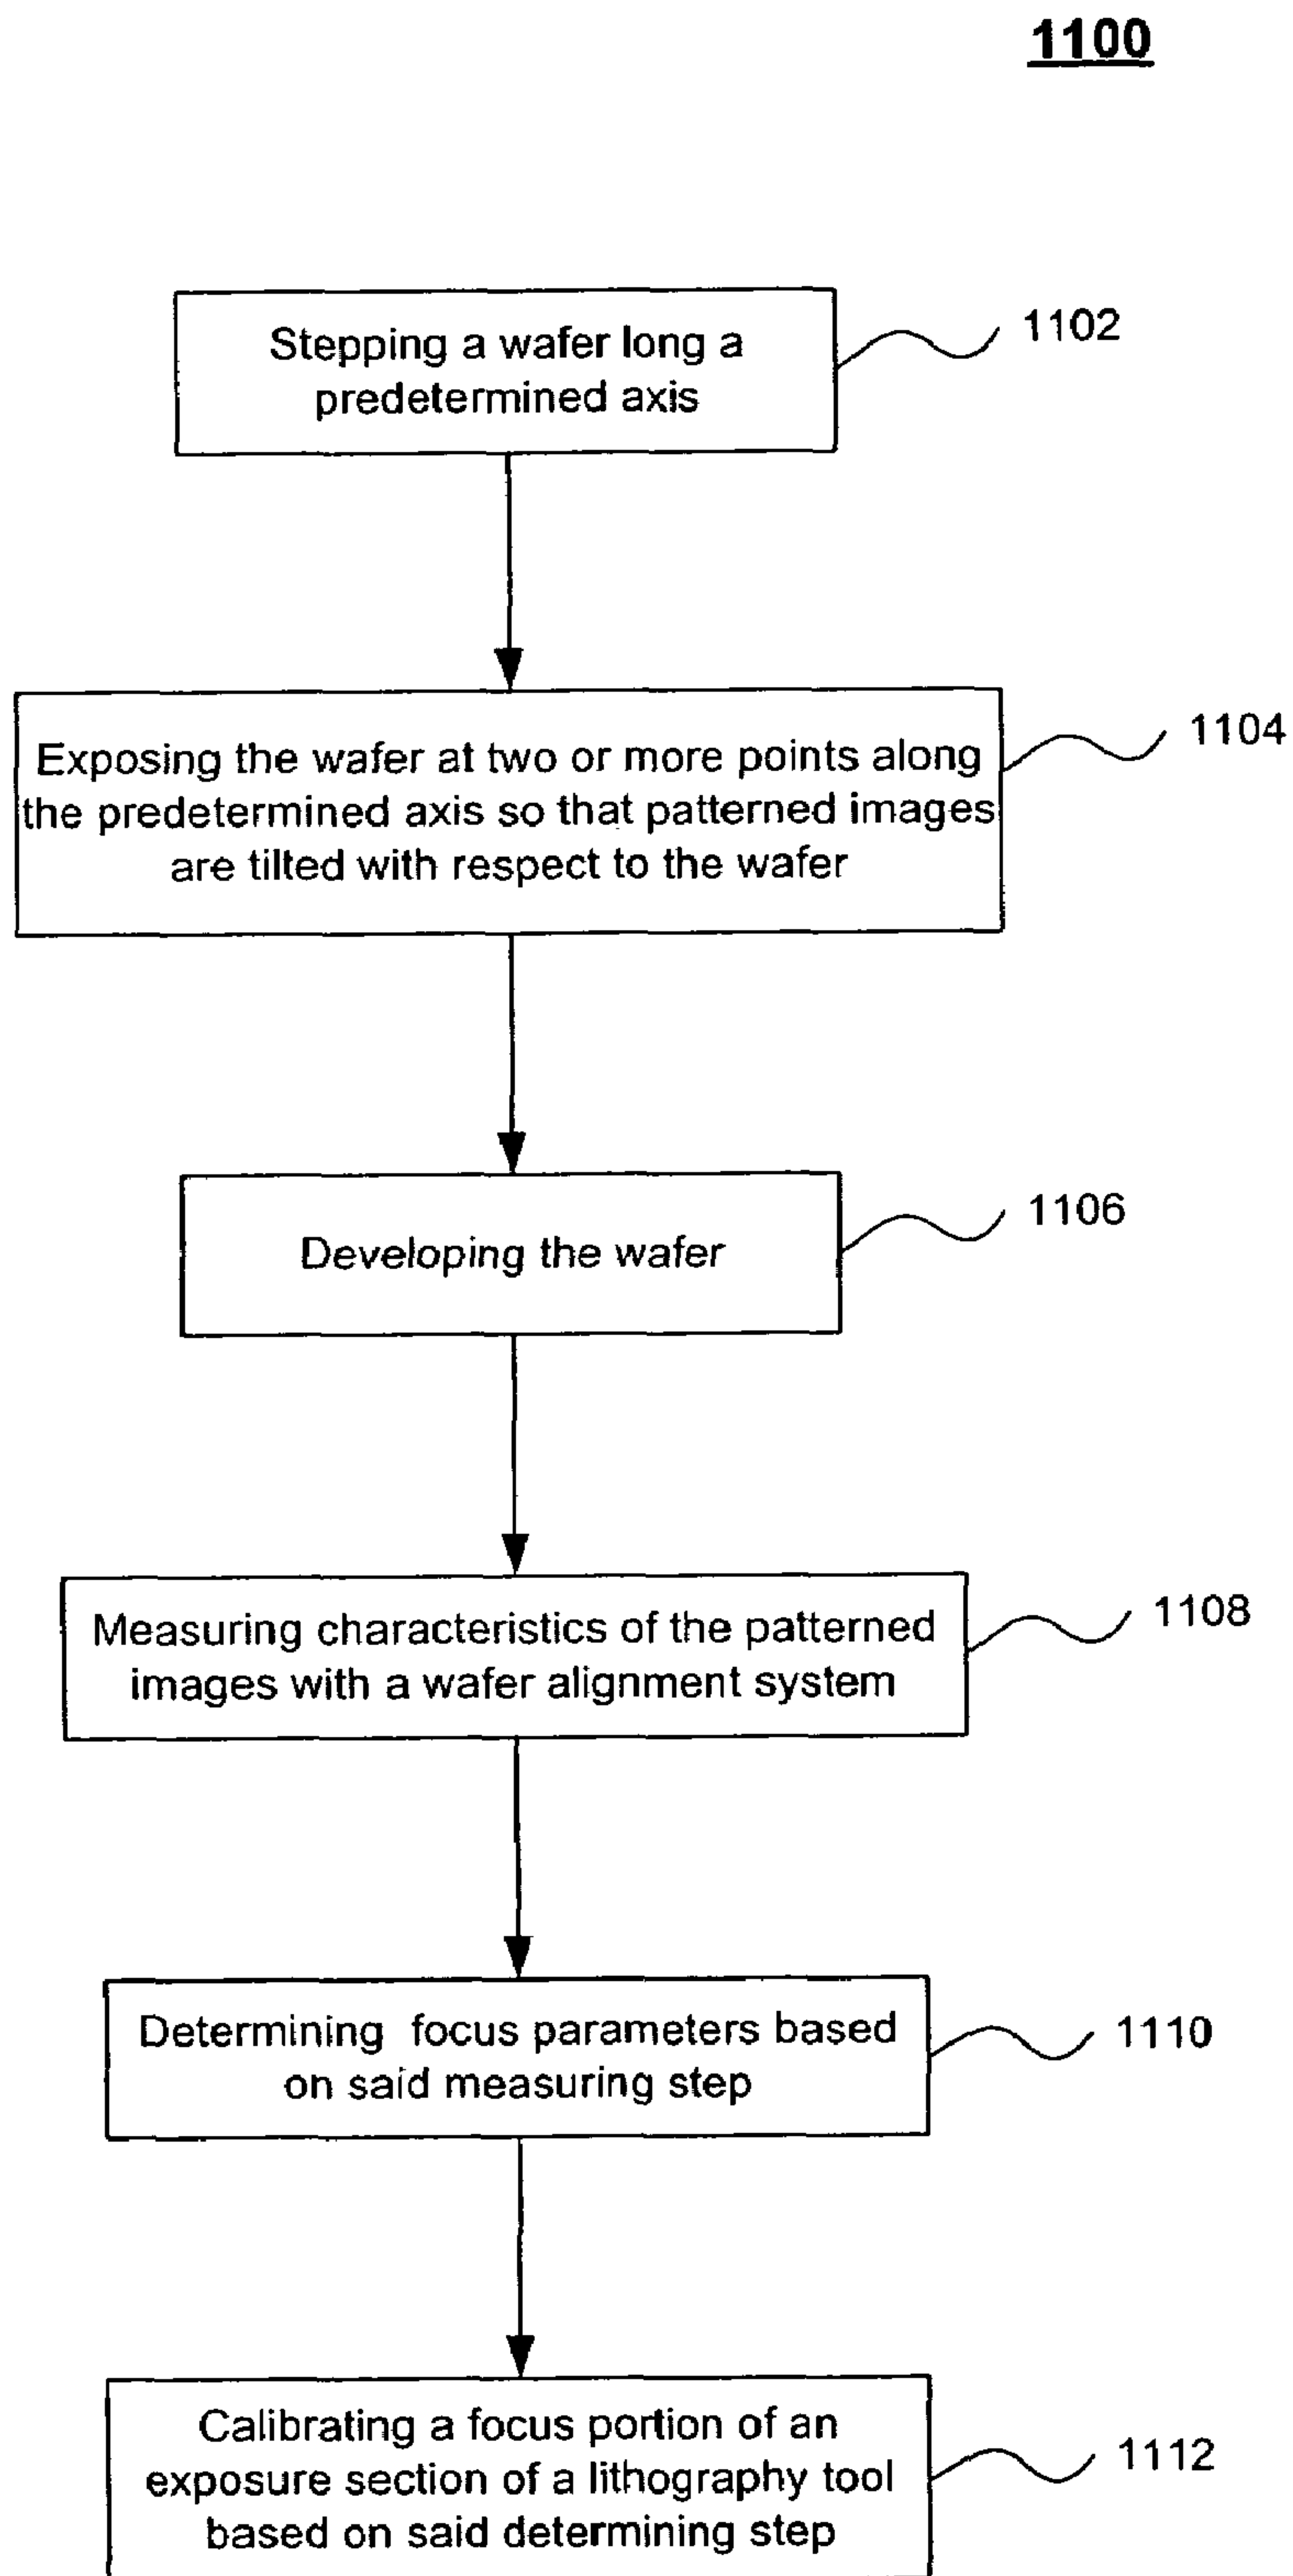 1100
Stepping a wafer long a
predetermined axis
1102
Exposing the wafer at two or more points along
the predetermined axis so that patterned images
are tilted with respect to the wafer
1104
Developing the wafer
1106
Measuring characteristics of the patterned
images with a wafer alignment system
1108
Determining focus parameters based
on said measuring step
1110
Calibrating a focus portion of an
exposure section of a lithography tool
based on said determining step
1112